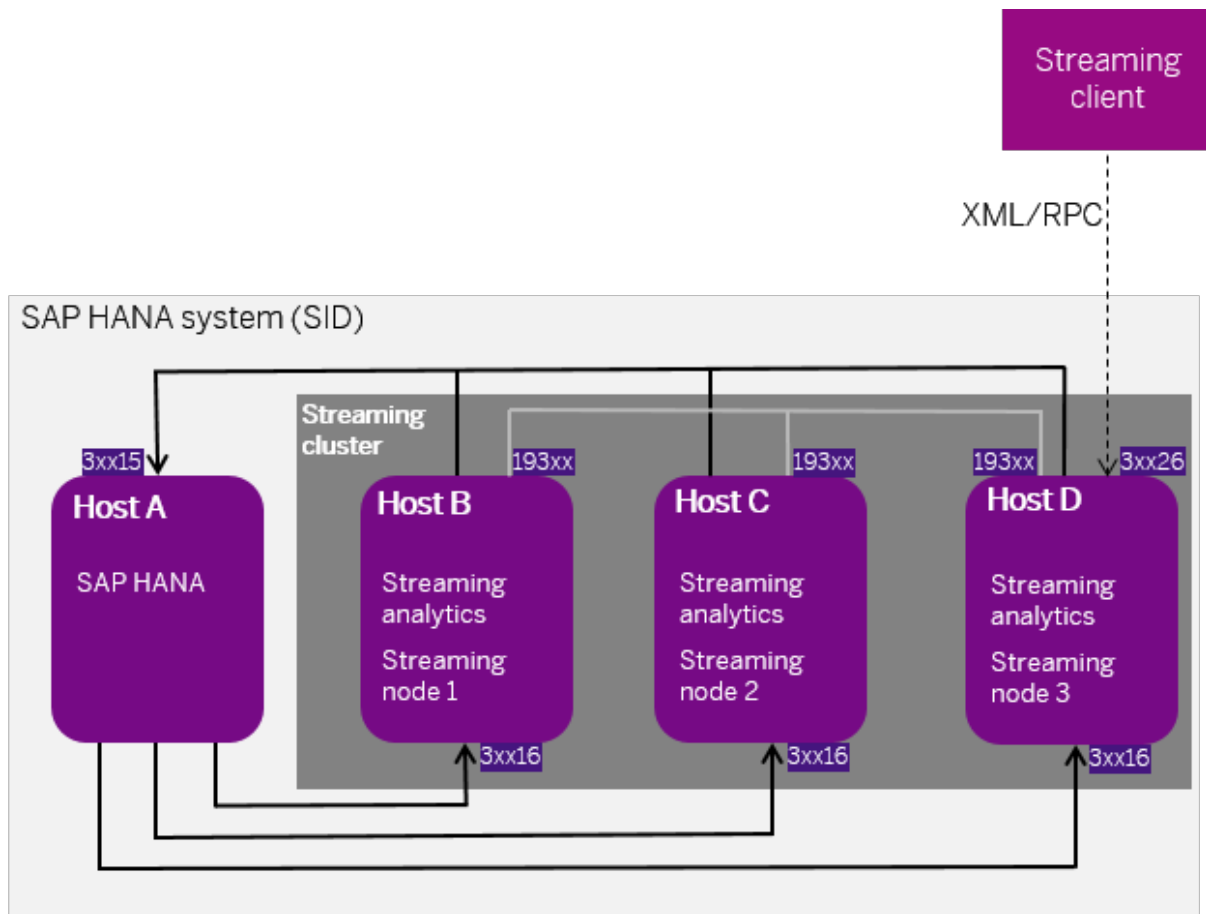 Streaming
client
XML/RPC
SAP HANA system (SID)
Streaming
cluster
3xx15
193xx
193xx
193xx
3xx26
Host A
SAP HANA
Host B
Streaming
analytics
Streaming
node 1
Host C
Streaming
analytics
Streaming
node 2
Host D
Streaming
analytics
Streaming
node 3
3xx16
3xx16
3xx16